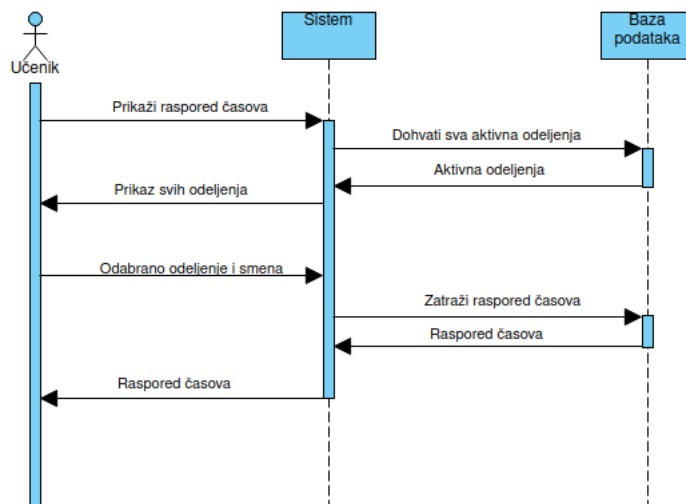 Sistem
Baza
podataka
Učenik
Prikaži raspored časova
Dohvati sva aktivna odeljenja
Aktivna odeljenja
Prikaz svih odeljenja
Odabrano odeljenje i smena
Zatraži raspored časova
Raspored časova
Raspored časova